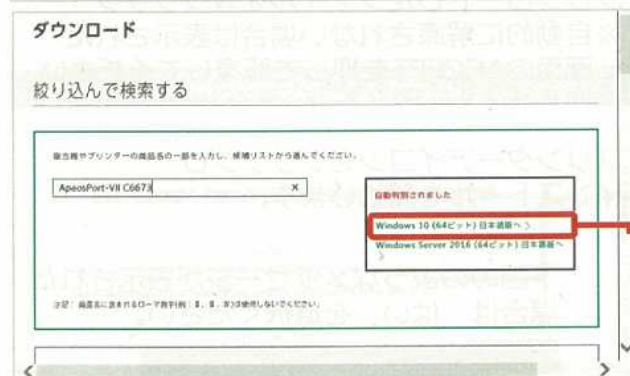 ダウンロード
絞り込んで検索する
複合機やプリンターの商品名の一部を入力し、候補リストから選んでください。
ApeosPort-VII C6673 ×
自動判別されました
Windows 10 (64ビット) 日本語版へ >
Windows Server 2016 (64ビット) 日本語版へ
>
注記: 商品名に含まれるローマ数字(例: Ⅱ、Ⅲ、Ⅳ)は使用しないでください。